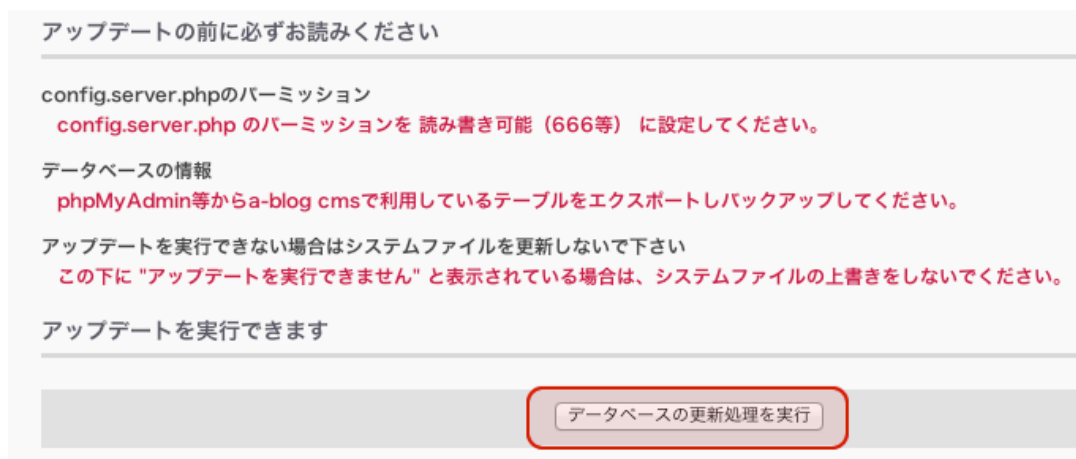 アップデートの前に必ずお読みください
config.server.phpのパーミッション
config.server.php のパーミッションを 読み書き可能（666等） に設定してください。
データベースの情報
phpMyAdmin等からa-blog cmsで利用しているテーブルをエクスポートしバックアップしてください。
アップデートを実行できない場合はシステムファイルを更新しないで下さい
この下に "アップデートを実行できません" と表示されている場合は、システムファイルの上書きをしないでください。
アップデートを実行できます
データベースの更新処理を実行